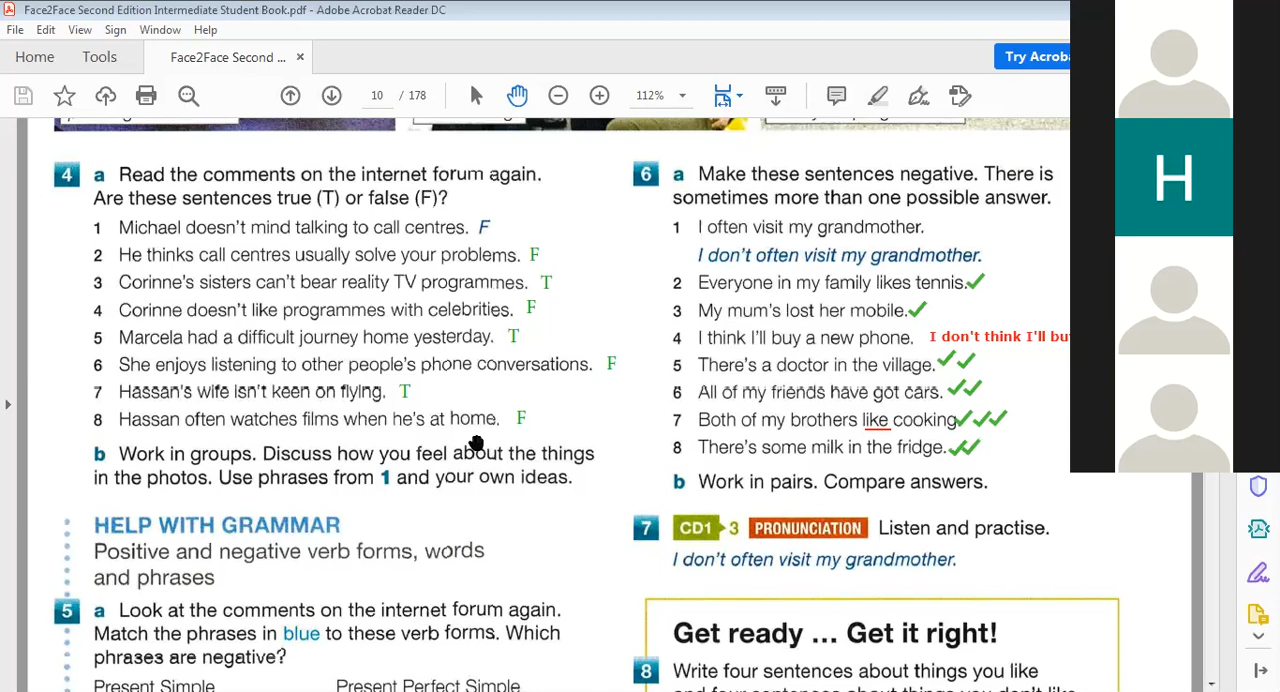 Face2Face Second Edition Intermediate Student Book.pdf - Adobe Acrobat Reader DC
File Edit View Sign Window Help
Home Tools Face2Face Second ... × Try Acroba
10 / 178 112%
4 a Read the comments on the internet forum again.
Are these sentences true (T) or false (F)?
1 Michael doesn't mind talking to call centres. F
2 He thinks call centres usually solve your problems. F
3 Corinne's sisters can't bear reality TV programmes. T
4 Corinne doesn't like programmes with celebrities. F
5 Marcela had a difficult journey home yesterday. T
6 She enjoys listening to other people's phone conversations. F
7 Hassan's wife isn't keen on flying. T
8 Hassan often watches films when he's at home. F
b Work in groups. Discuss how you feel about the things
in the photos. Use phrases from 1 and your own ideas.
HELP WITH GRAMMAR
Positive and negative verb forms, words
and phrases
5 a Look at the comments on the internet forum again.
Match the phrases in blue to these verb forms. Which
phrases are negative?
Present Simple Present Perfect Simple
6 a Make these sentences negative. There is
sometimes more than one possible answer.
1 I often visit my grandmother.
I don't often visit my grandmother.
2 Everyone in my family likes tennis.
3 My mum's lost her mobile.
4 I think I'll buy a new phone. I don't think I'll bu
5 There's a doctor in the village.
6 All of my friends have got cars.
7 Both of my brothers like cooking
8 There's some milk in the fridge.
b Work in pairs. Compare answers.
7 CD1 3 PRONUNCIATION Listen and practise.
I don't often visit my grandmother.
Get ready ... Get it right!
8 Write four sentences about things you like
and four sentences about things you don't like
H